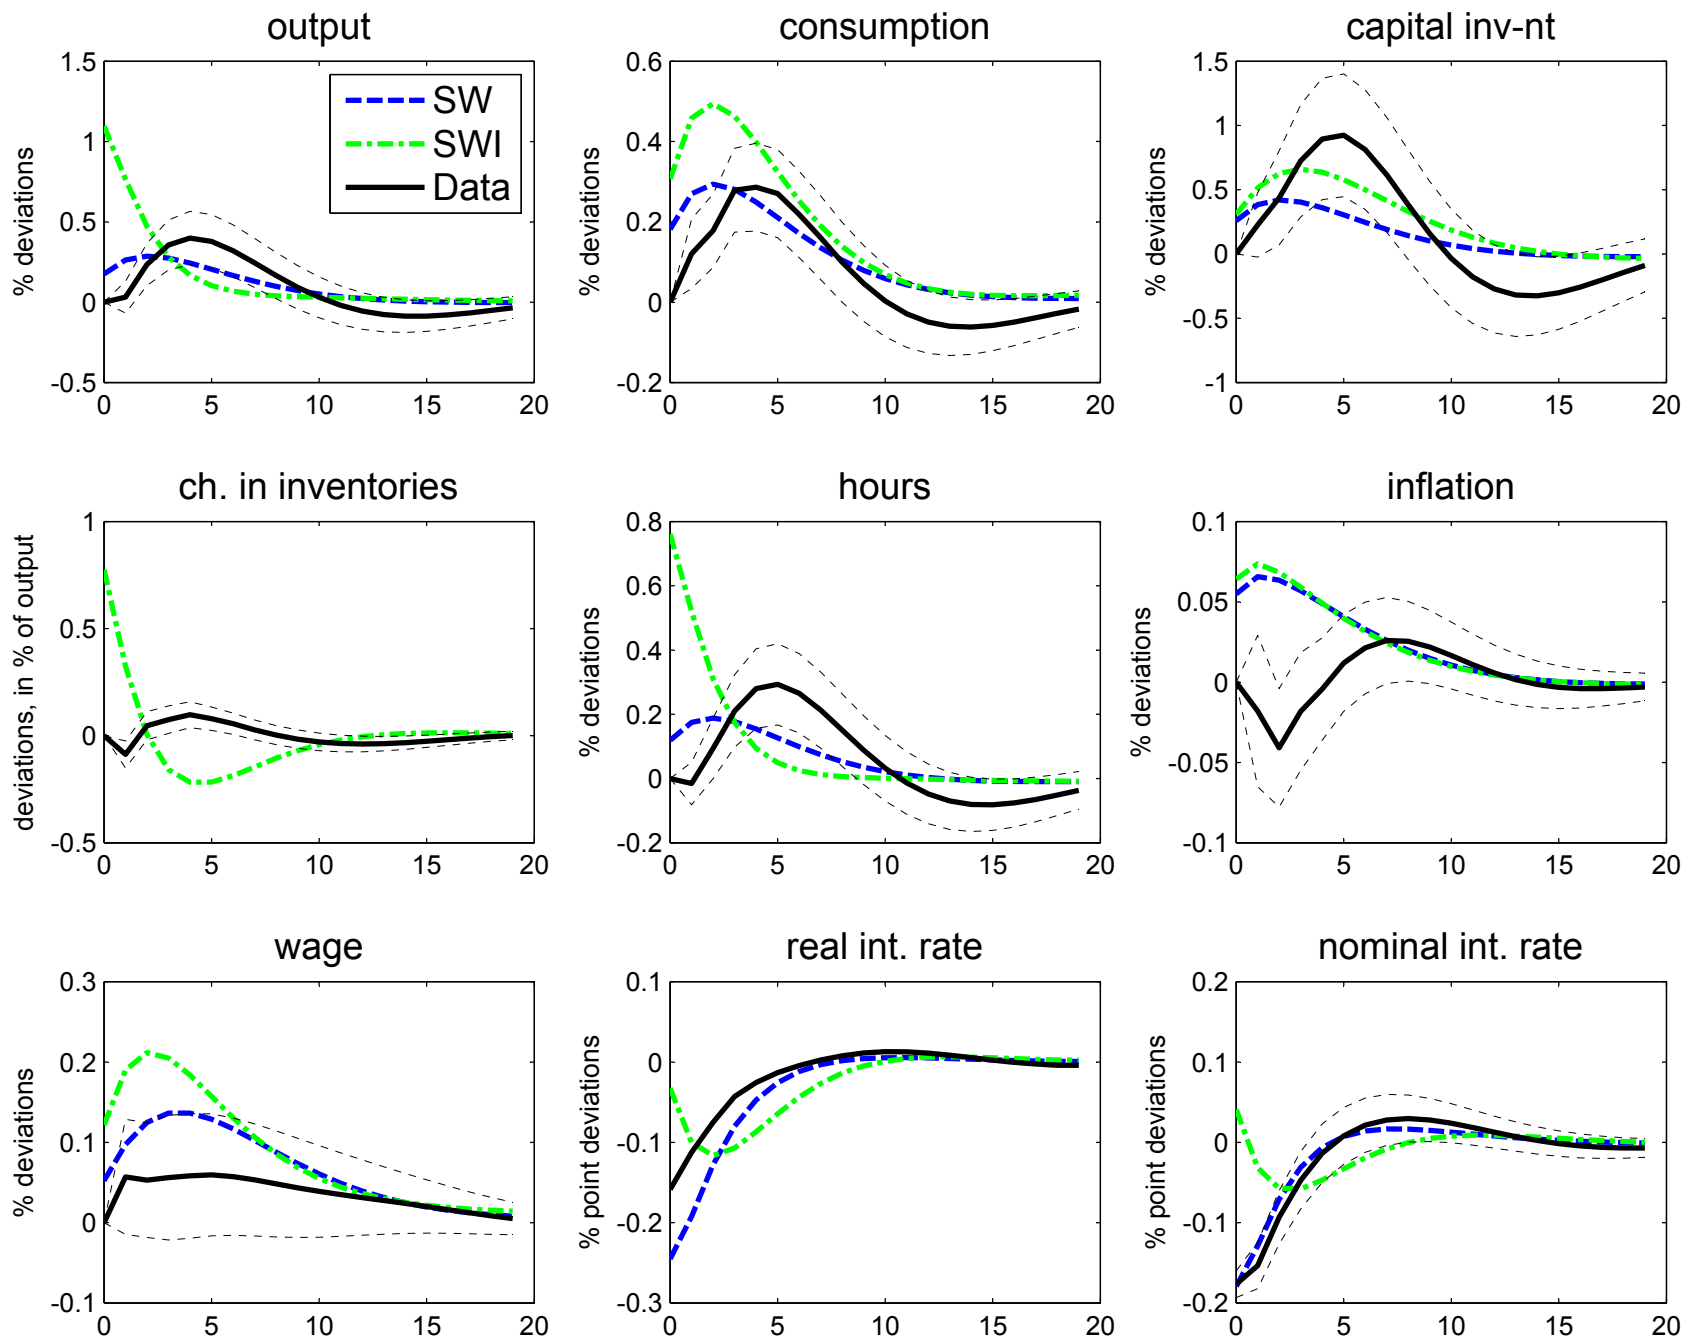 output
consumption
capital inv-nt
% deviations
1.5
1
0.5
0
-0.5
0 5 10 15 20
SW
SWI
Data
% deviations
0.6
0.4
0.2
0
-0.2
0 5 10 15 20
% deviations
1.5
1
0.5
0
-0.5
-1
0 5 10 15 20
ch. in inventories
hours
inflation
deviations, in % of output
1
0.5
0
-0.5
0 5 10 15 20
% deviations
0.8
0.6
0.4
0.2
0
-0.2
0 5 10 15 20
% deviations
0.1
0.05
0
-0.05
-0.1
0 5 10 15 20
wage
real int. rate
nominal int. rate
% deviations
0.3
0.2
0.1
0
-0.1
0 5 10 15 20
% point deviations
0.1
0
-0.1
-0.2
-0.3
0 5 10 15 20
% point deviations
0.2
0.1
0
-0.1
-0.2
0 5 10 15 20